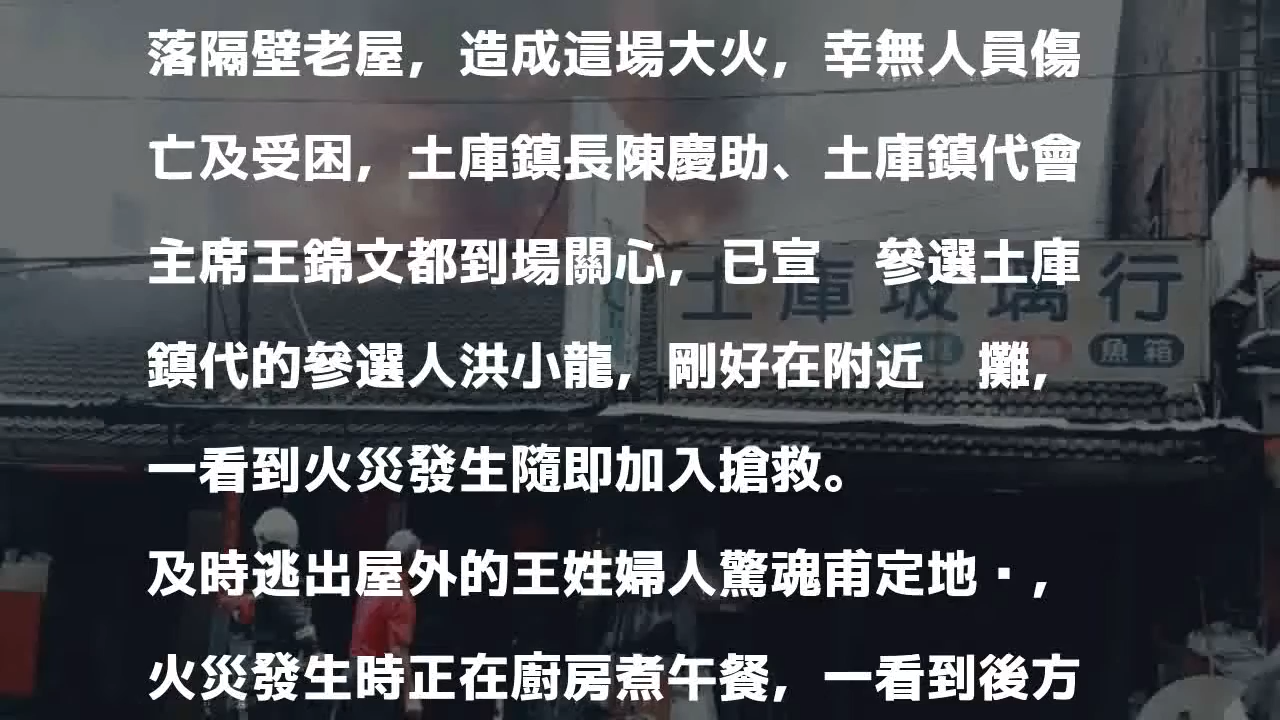 落隔壁老屋，造成這場大火，幸無人員傷
亡及受困，土庫鎮長陳慶助、土庫鎮代會
主席王錦文都到場關心，已宣　參選土庫
鎮代的參選人洪小龍，剛好在附近　攤，
一看到火災發生隨即加入搶救。
及時逃出屋外的王姓婦人驚魂甫定地·，
火災發生時正在廚房煮午餐，一看到後方
土庫玻璃行
魚箱